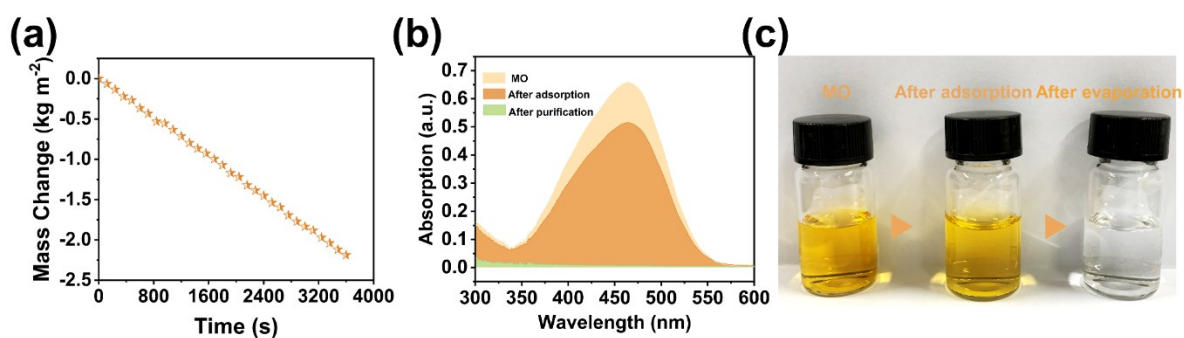 (a)
Mass Change (kg m⁻²)
0.0
-0.5
-1.0
-1.5
-2.0
-2.5
0 800 1600 2400 3200 4000
Time (s)
(b)
Absorption (a.u.)
0.7
0.6
0.5
0.4
0.3
0.2
0.1
0.0
MO
After adsorption
After purification
300 350 400 450 500 550 600
Wavelength (nm)
(c)
MO After adsorption After evaporation